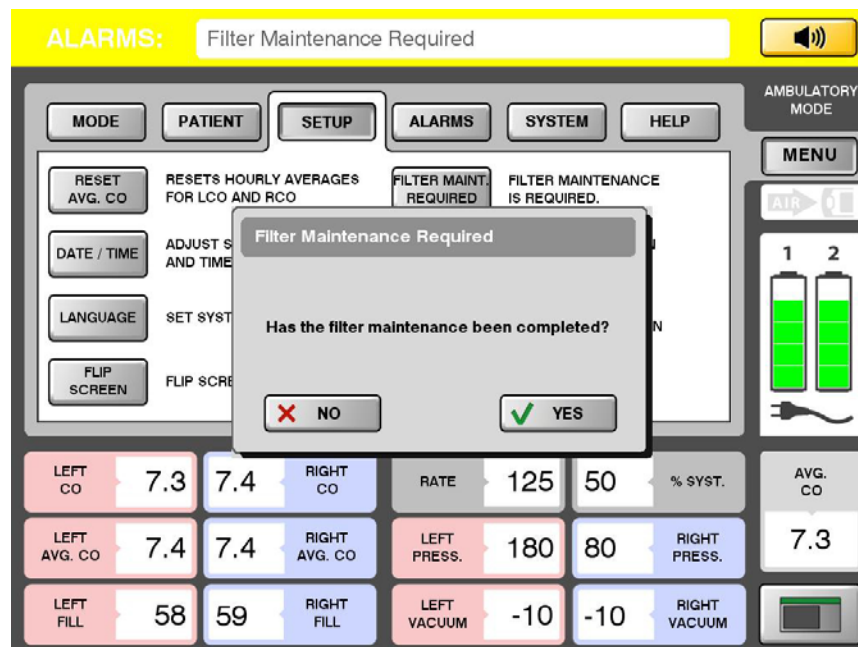 ALARMS: Filter Maintenance Required
AMBULATORY
MODE
MODE PATIENT SETUP ALARMS SYSTEM HELP
MENU
RESET
AVG. CO
RESETS HOURLY AVERAGES
FOR LCO AND RCO
FILTER MAINT.
REQUIRED
FILTER MAINTENANCE
IS REQUIRED.
AIR
DATE / TIME
ADJUST S
AND TIME
Filter Maintenance Required
1 2
LANGUAGE
SET SYST
Has the filter maintenance been completed?
N
FLIP
SCREEN
FLIP SCRE
NO
YES
LEFT
CO
7.3
7.4
RIGHT
CO
RATE
125
50
% SYST.
AVG.
CO
7.3
LEFT
AVG. CO
7.4
7.4
RIGHT
AVG. CO
LEFT
PRESS.
180
80
RIGHT
PRESS.
LEFT
FILL
58
59
RIGHT
FILL
LEFT
VACUUM
-10
-10
RIGHT
VACUUM